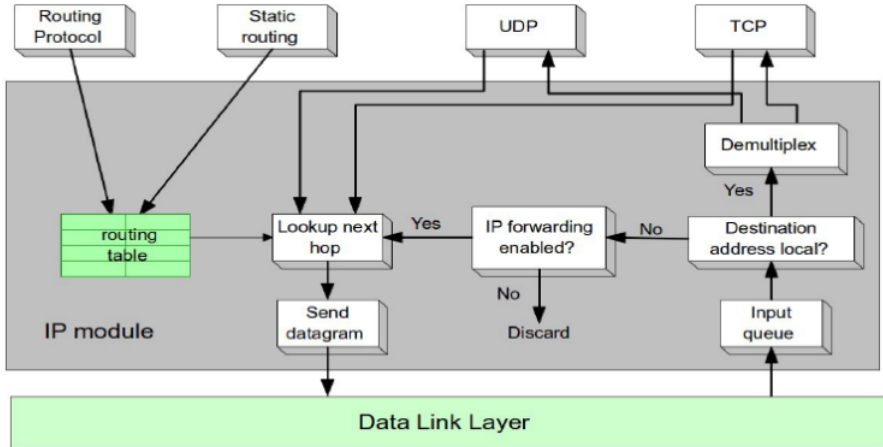 Routing
Protocol
Static
routing
UDP
TCP
Demultiplex
Yes
routing
table
Lookup next
hop
Yes
IP forwarding
enabled?
No
Destination
address local?
No
Discard
Send
datagram
Input
queue
IP module
Data Link Layer